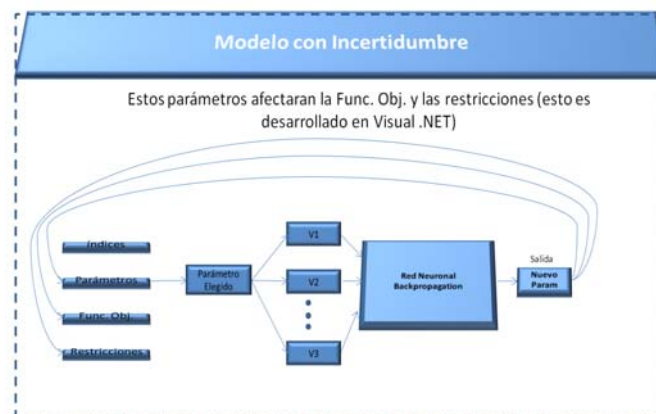 Modelo con Incertidumbre
Estos parámetros afectaran la Func. Obj. y las restricciones (esto es
desarrollado en Visual .NET)
Índices
Parámetros
Func. Obj.
Restricciones
Parámetro
Elegido
V1
V2
V3
Red Neuronal
Backpropagation
Salida
Nuevo
Param